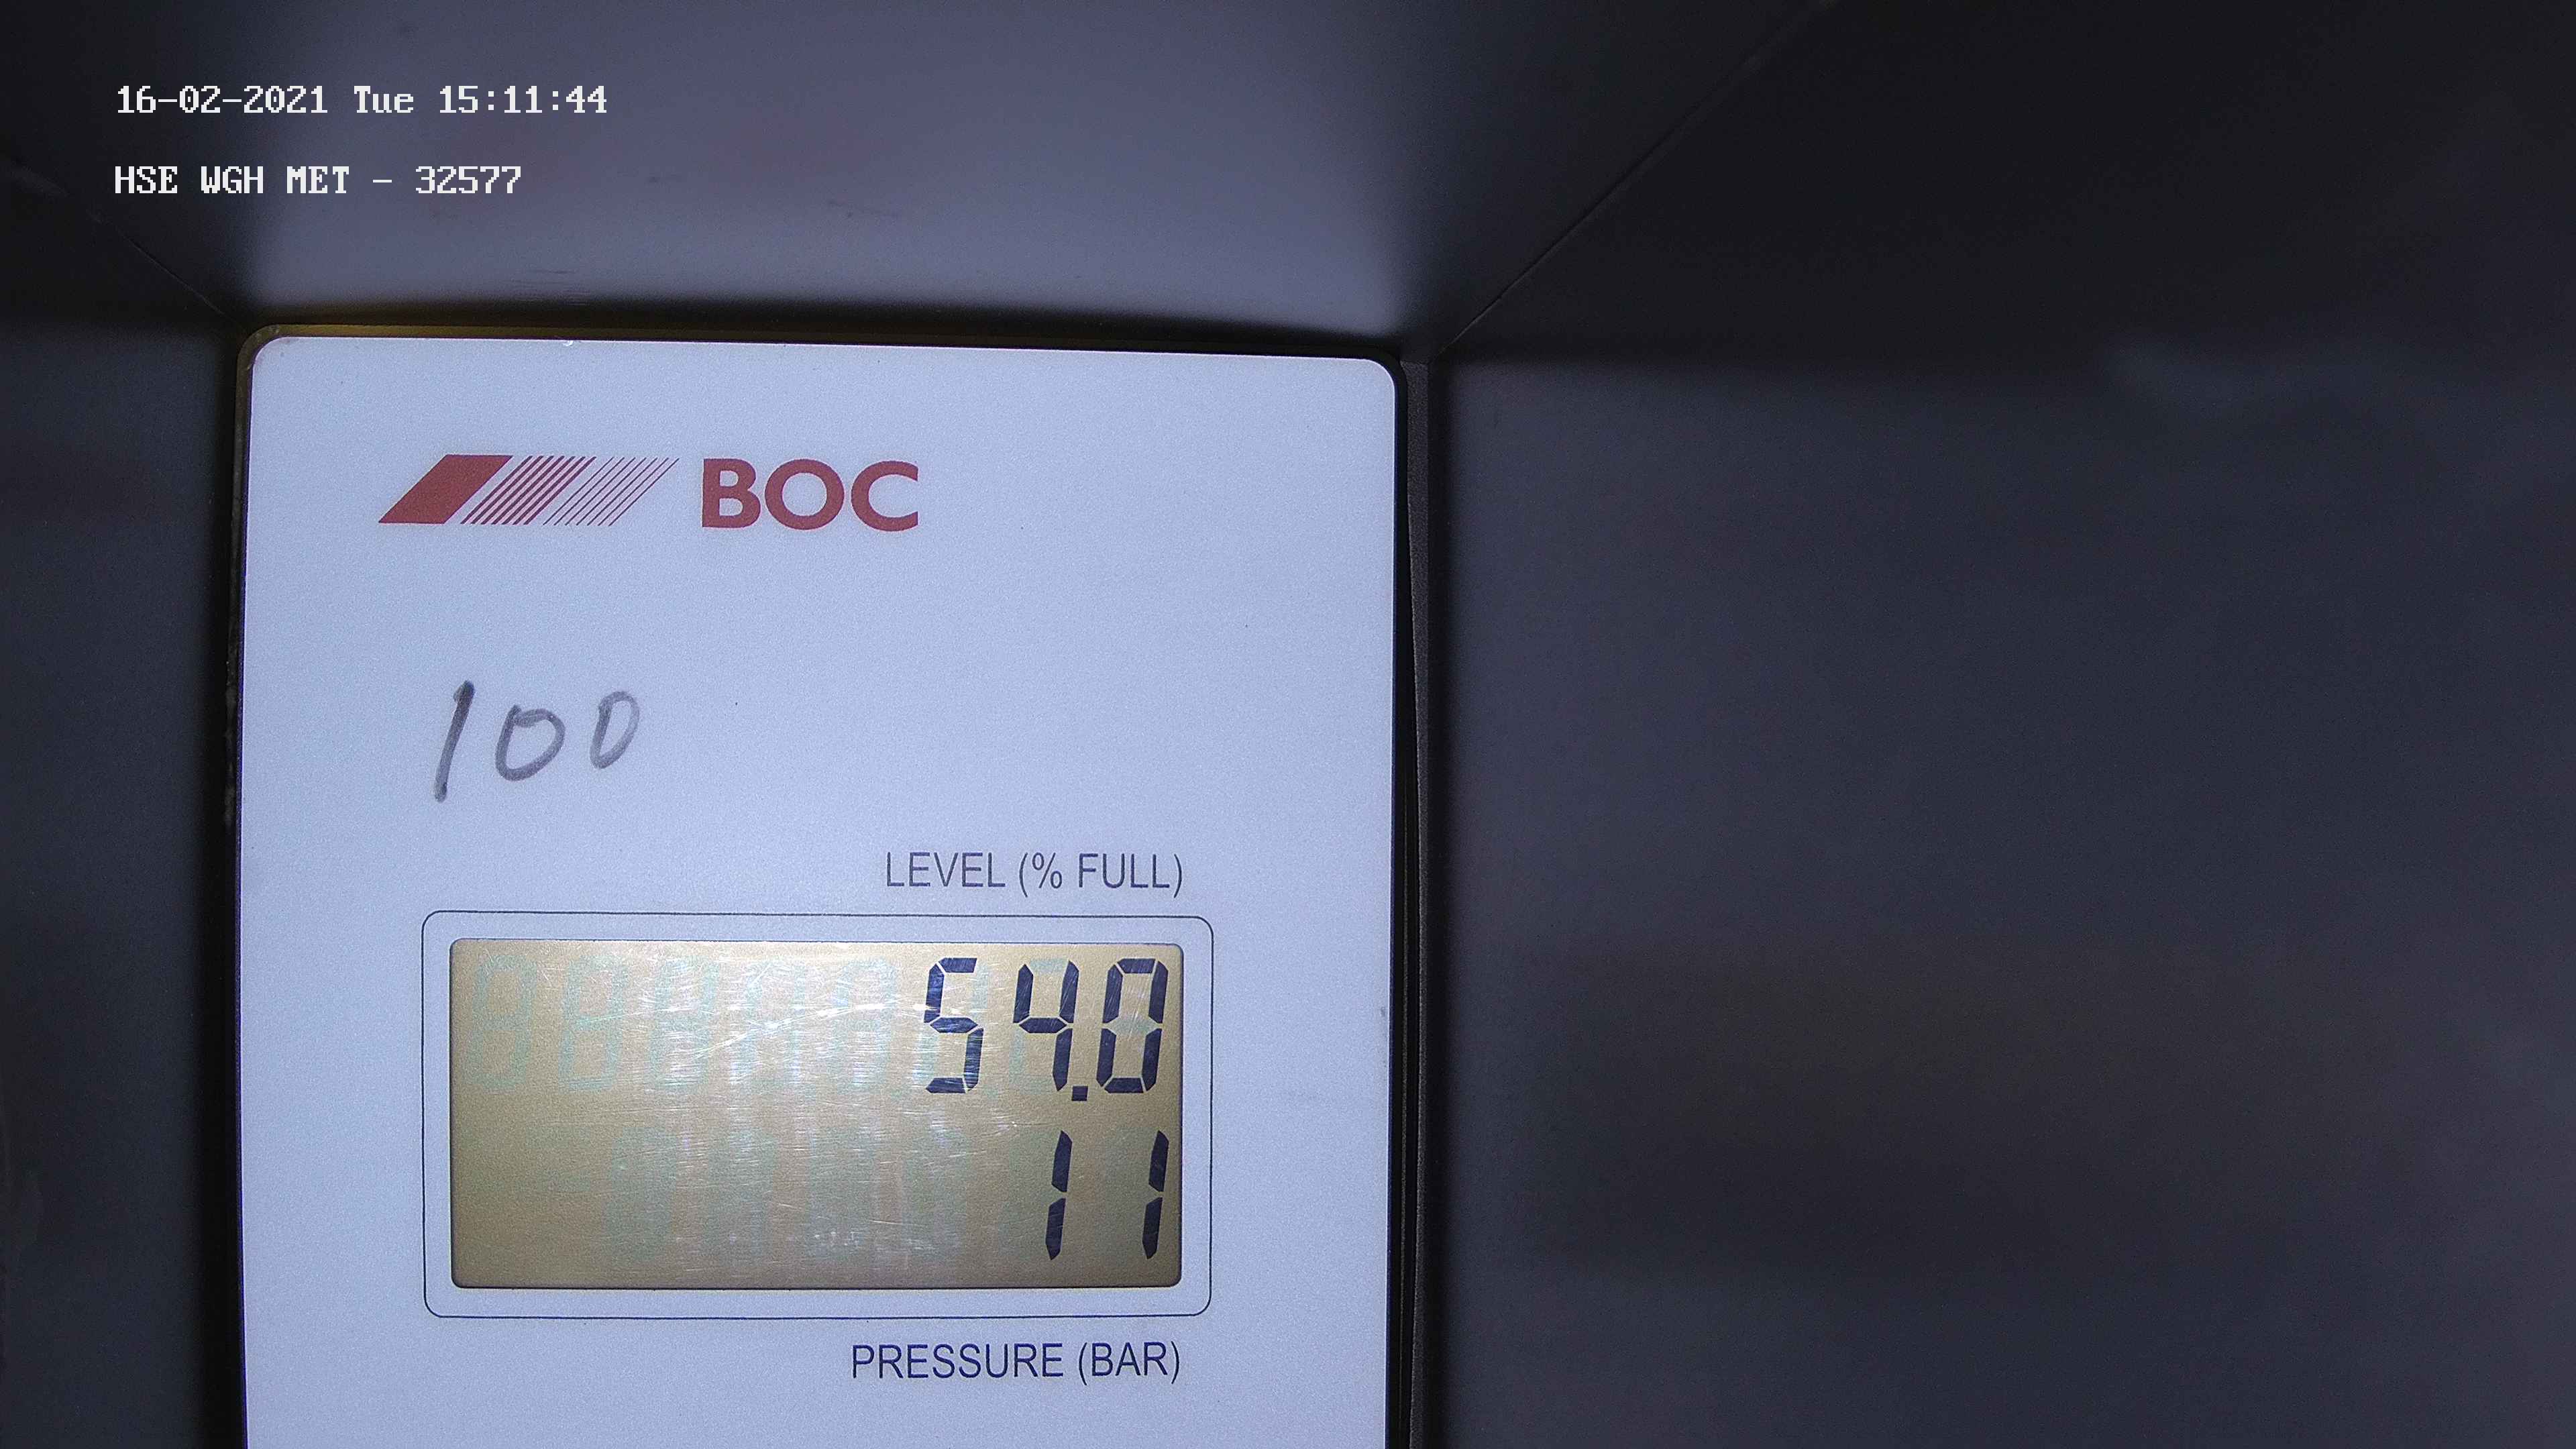 16-02-2021 Tue 15:11:44
HSE WGH MET - 32577
BOC
100
LEVEL (% FULL)
54.0
11
PRESSURE (BAR)